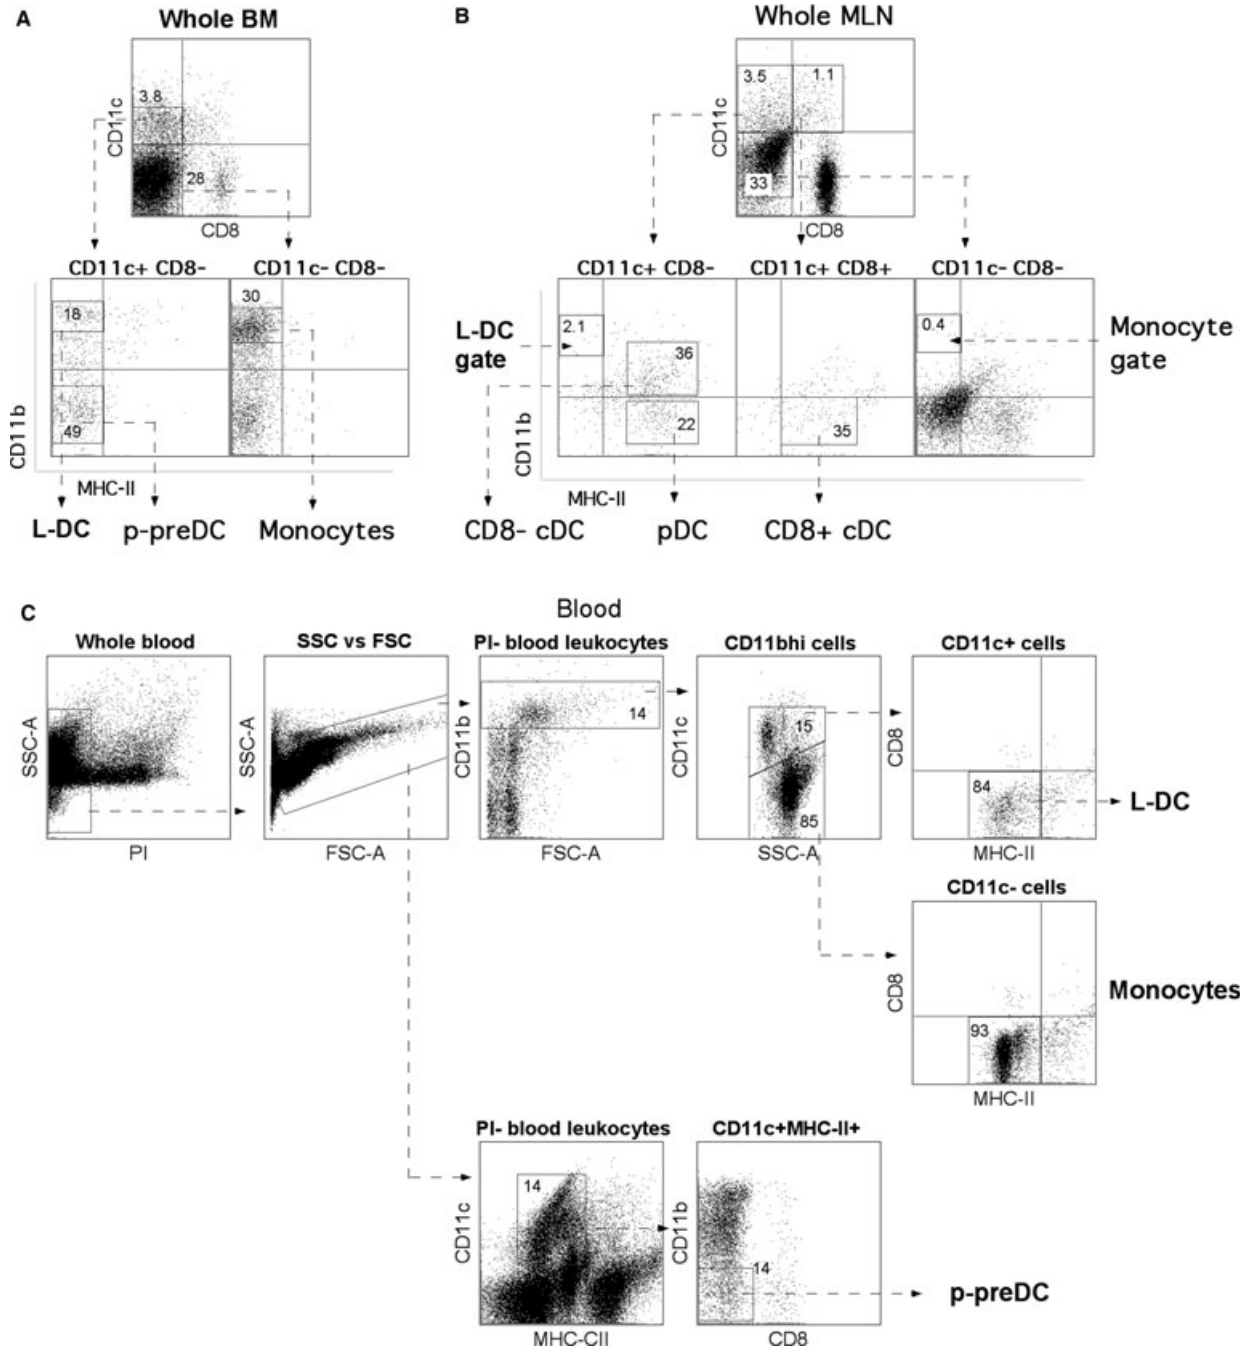 A
Whole BM
3.8
28
CD11c
CD8
CD11c+ CD8-
CD11c- CD8-
18
30
49
CD11b
MHC-II
L-DC
p-preDC
Monocytes
B
Whole MLN
3.5
1.1
33
CD11c
CD8
CD11c+ CD8-
CD11c+ CD8+
CD11c- CD8-
L-DC
gate
2.1
36
22
35
0.4
Monocyte
gate
CD11b
MHC-II
CD8- cDC
pDC
CD8+ cDC
C
Blood
Whole blood
SSC vs FSC
PI- blood leukocytes
CD11bhi cells
CD11c+ cells
SSC-A
PI
SSC-A
FSC-A
CD11b
14
FSC-A
CD11c
15
85
SSC-A
CD8
84
MHC-II
L-DC
CD11c- cells
CD8
93
MHC-II
Monocytes
PI- blood leukocytes
CD11c+MHC-II+
CD11c
14
MHC-CII
CD11b
14
CD8
p-preDC